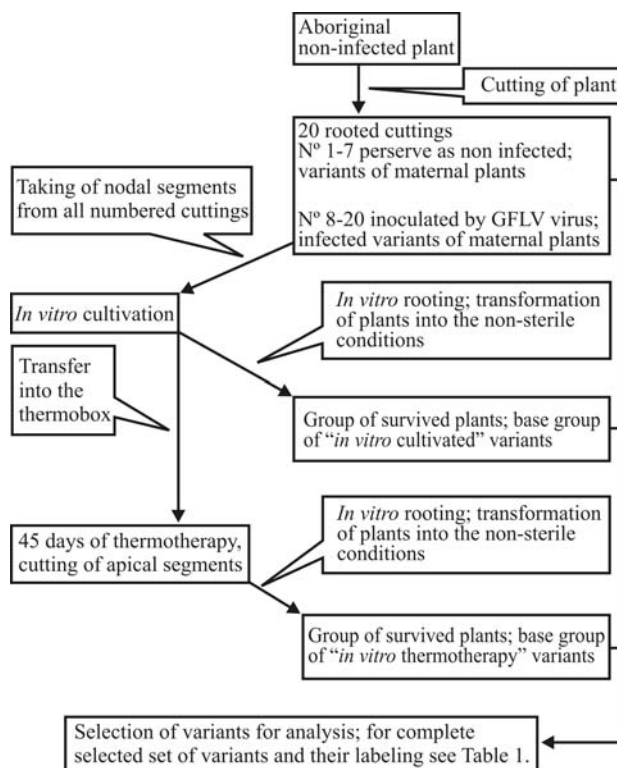 Aboriginal
non-infected plant
Cutting of plant
20 rooted cuttings
Nº 1-7 perserve as non infected;
variants of maternal plants
Nº 8-20 inoculated by GFLV virus;
infected variants of maternal plants
Taking of nodal segments
from all numbered cuttings
In vitro cultivation
In vitro rooting; transformation
of plants into the non-sterile
conditions
Transfer
into the
thermobox
Group of survived plants; base group
of “in vitro cultivated” variants
In vitro rooting; transformation
of plants into the non-sterile
conditions
45 days of thermotherapy,
cutting of apical segments
Group of survived plants; base group
of “in vitro thermotherapy” variants
Selection of variants for analysis; for complete
selected set of variants and their labeling see Table 1.